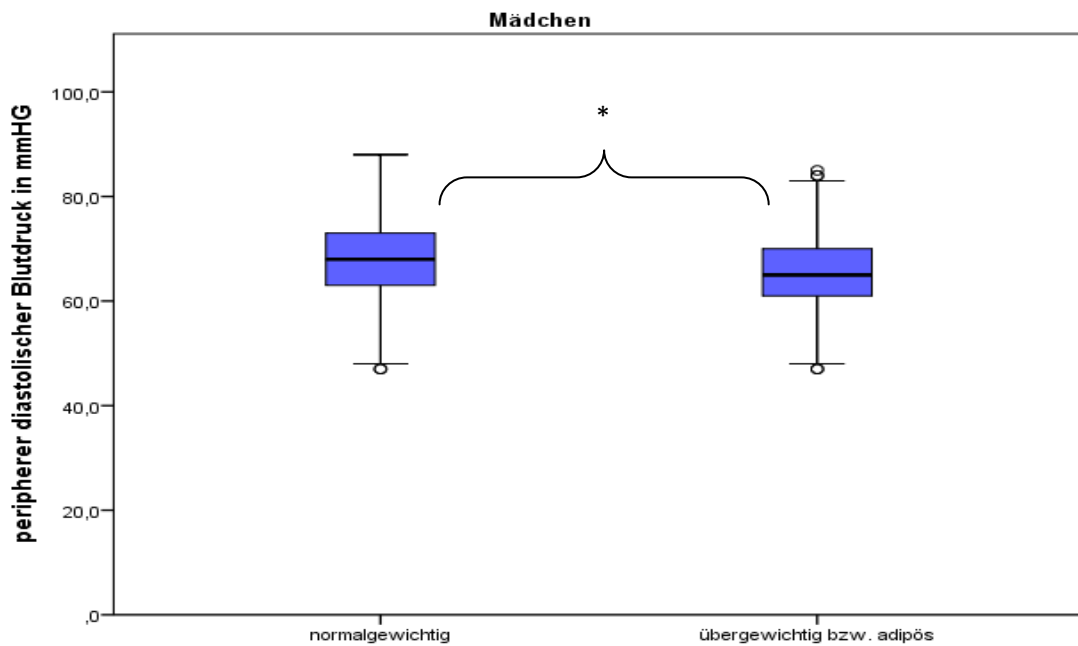 Mädchen
peripherer diastolischer Blutdruck in mmHG
100,0
80,0
60,0
40,0
20,0
,0
*
normalgewichtig
übergewichtig bzw. adipös